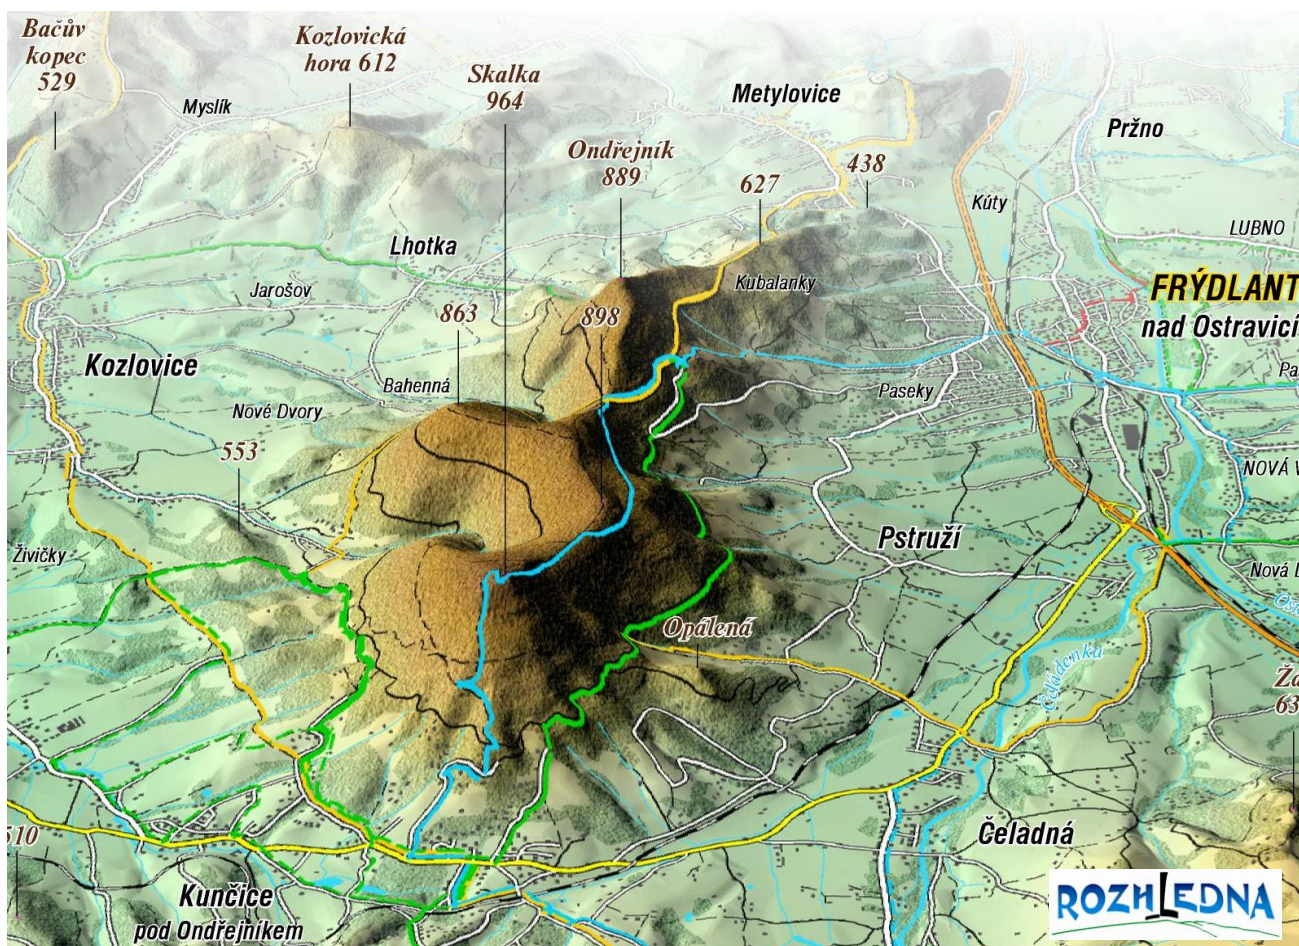 Bačův
kopec
529
Kozlovická
hora 612
Skalka
964
Myslík
Metylovice
Pržno
Ondřejník
889
627
438
Kúty
LUBNO
Lhotka
Jarošov
Kubalanky
FRÝDLANT
nad Ostravicí
863
898
Kozlovice
Bahenná
Paseky
Nové Dvory
553
NOVÁ
Živičky
Pstruží
Nová
Opálená
Čeládenka
63
510
Čeladná
Kunčice
pod Ondřejníkem
ROZHLEDNA